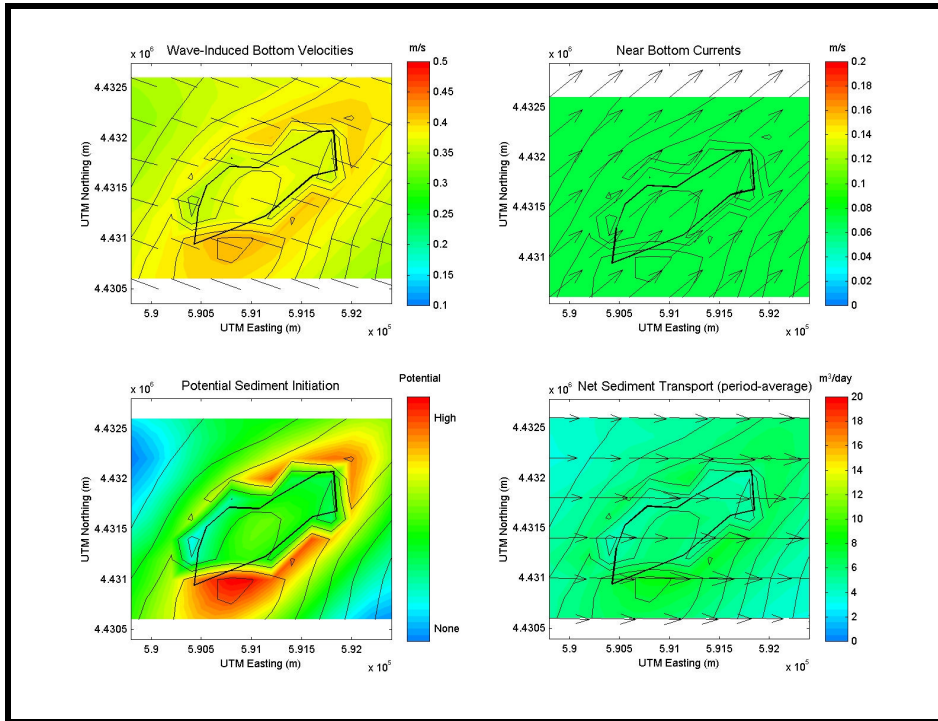 Wave-Induced Bottom Velocities
x 10^6
m/s
4.4325
4.432
4.4315
4.431
4.4305
UTM Northing (m)
5.9 5.905 5.91 5.915 5.92
UTM Easting (m)
x 10^5
0.5
0.45
0.4
0.35
0.3
0.25
0.2
0.15
0.1
Near Bottom Currents
x 10^6
m/s
4.4325
4.432
4.4315
4.431
UTM Northing (m)
5.9 5.905 5.91 5.915 5.92
UTM Easting (m)
x 10^5
0.2
0.18
0.16
0.14
0.12
0.1
0.08
0.06
0.04
0.02
0
Potential Sediment Initiation
x 10^6
Potential
4.4325
4.432
4.4315
4.431
4.4305
UTM Northing (m)
5.9 5.905 5.91 5.915 5.92
UTM Easting (m)
x 10^5
High
None
Net Sediment Transport (period-average)
x 10^6
m^3/day
4.4325
4.432
4.4315
4.431
4.4305
UTM Northing (m)
5.9 5.905 5.91 5.915 5.92
UTM Easting (m)
x 10^5
20
18
16
14
12
10
8
6
4
2
0